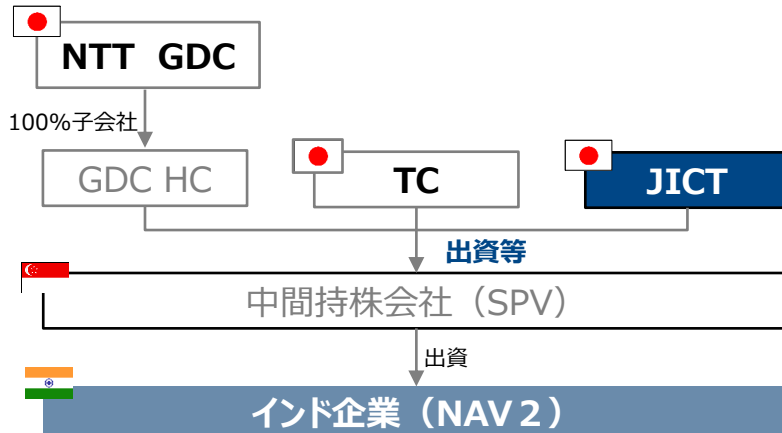 NTT GDC
100%子会社
GDC HC
TC
JICT
出資等
中間持株会社（SPV）
出資
インド企業（NAV２）